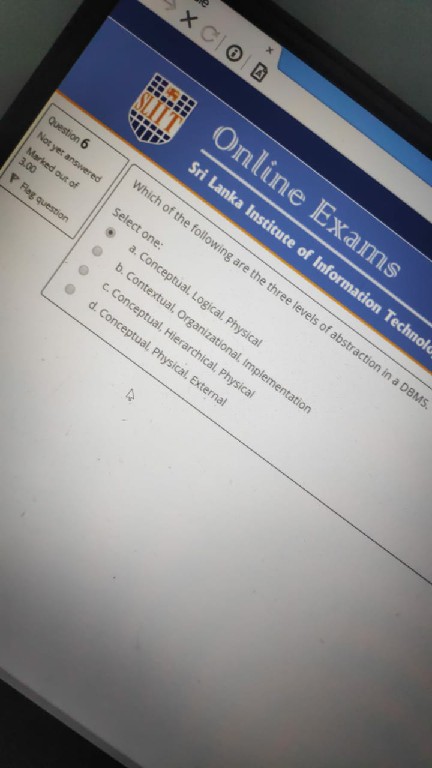 SLIIT
Online Exams
Sri Lanka Institute of Information
Question 6
Not yet answered
Marked out of
3.00
Flag question
Which of the following are the three levels of abstraction in a DBMS.
Select one:
a. Conceptual, Logical, Physical
b. Contextual, Organizational, Implementation
c. Conceptual, Hierarchical, Physical
d. Conceptual, Physical, External